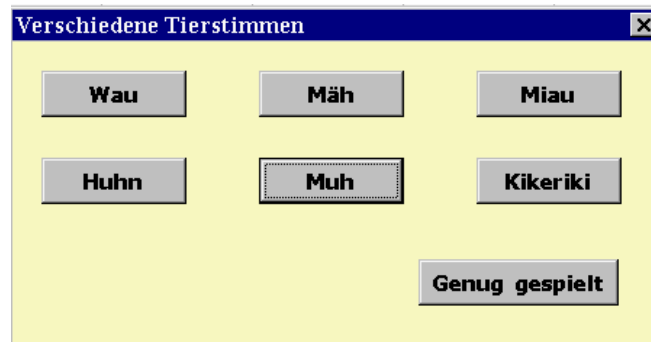 Verschiedene Tierstimmen
Wau Mäh Miau
Huhn Muh Kikeriki
Genug gespielt